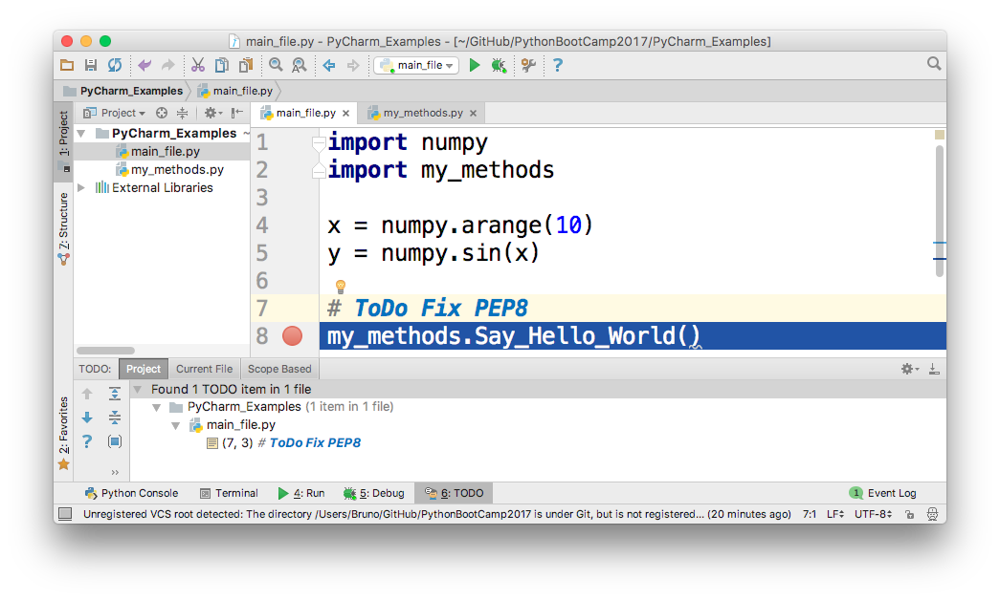 main_file.py - PyCharm_Examples - [~/GitHub/PythonBootCamp2017/PyCharm_Examples]
main_file
?
PyCharm_Examples main_file.py
1: Project
Project
main_file.py × my_methods.py ×
PyCharm_Examples ~
main_file.py
my_methods.py
External Libraries
7: Structure
2: Favorites
1 import numpy
2 import my_methods
3
4 x = numpy.arange(10)
5 y = numpy.sin(x)
6
7 # ToDo Fix PEP8
8 my_methods.Say_Hello_World()
TODO: Project Current File Scope Based
Found 1 TODO item in 1 file
PyCharm_Examples (1 item in 1 file)
main_file.py
(7, 3) # ToDo Fix PEP8
?
»
Python Console Terminal 4: Run 5: Debug 6: TODO 1 Event Log
Unregistered VCS root detected: The directory /Users/Bruno/GitHub/PythonBootCamp2017 is under Git, but is not registered... (20 minutes ago) 7:1 LF UTF-8